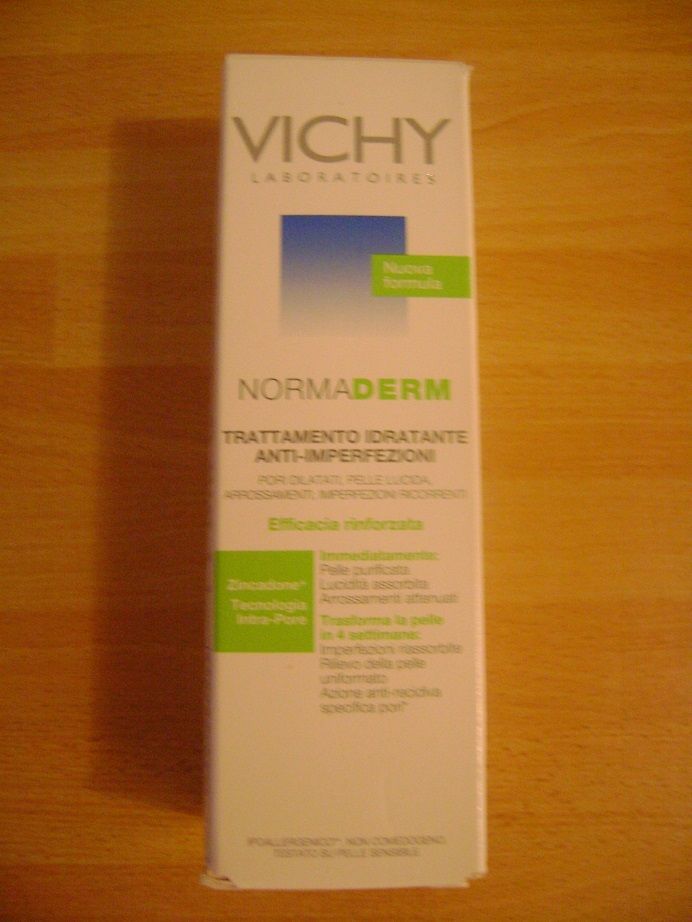 VICHY
LABORATOIRES
Nuova
formula
NORMADERM
TRATTAMENTO IDRATANTE
ANTI-IMPERFEZIONI
PORI DILATATI, PELLE LUCIDA,
ARROSSAMENTI, IMPERFEZIONI RICORRENTI
Efficacia rinforzata
Zincadone*
Tecnologia
Intra-Pore
Immediatamente:
Pelle purificata
Lucidità assorbita
Arrossamenti attenuati
Trasforma la pelle
in 4 settimane:
Imperfezioni riassorbite
Rilievo della pelle
uniformato
Azione anti-recidiva
specifica pori*
IPOALLERGENICO*. NON COMEDOGENO.
TESTATO SU PELLE SENSIBILE.